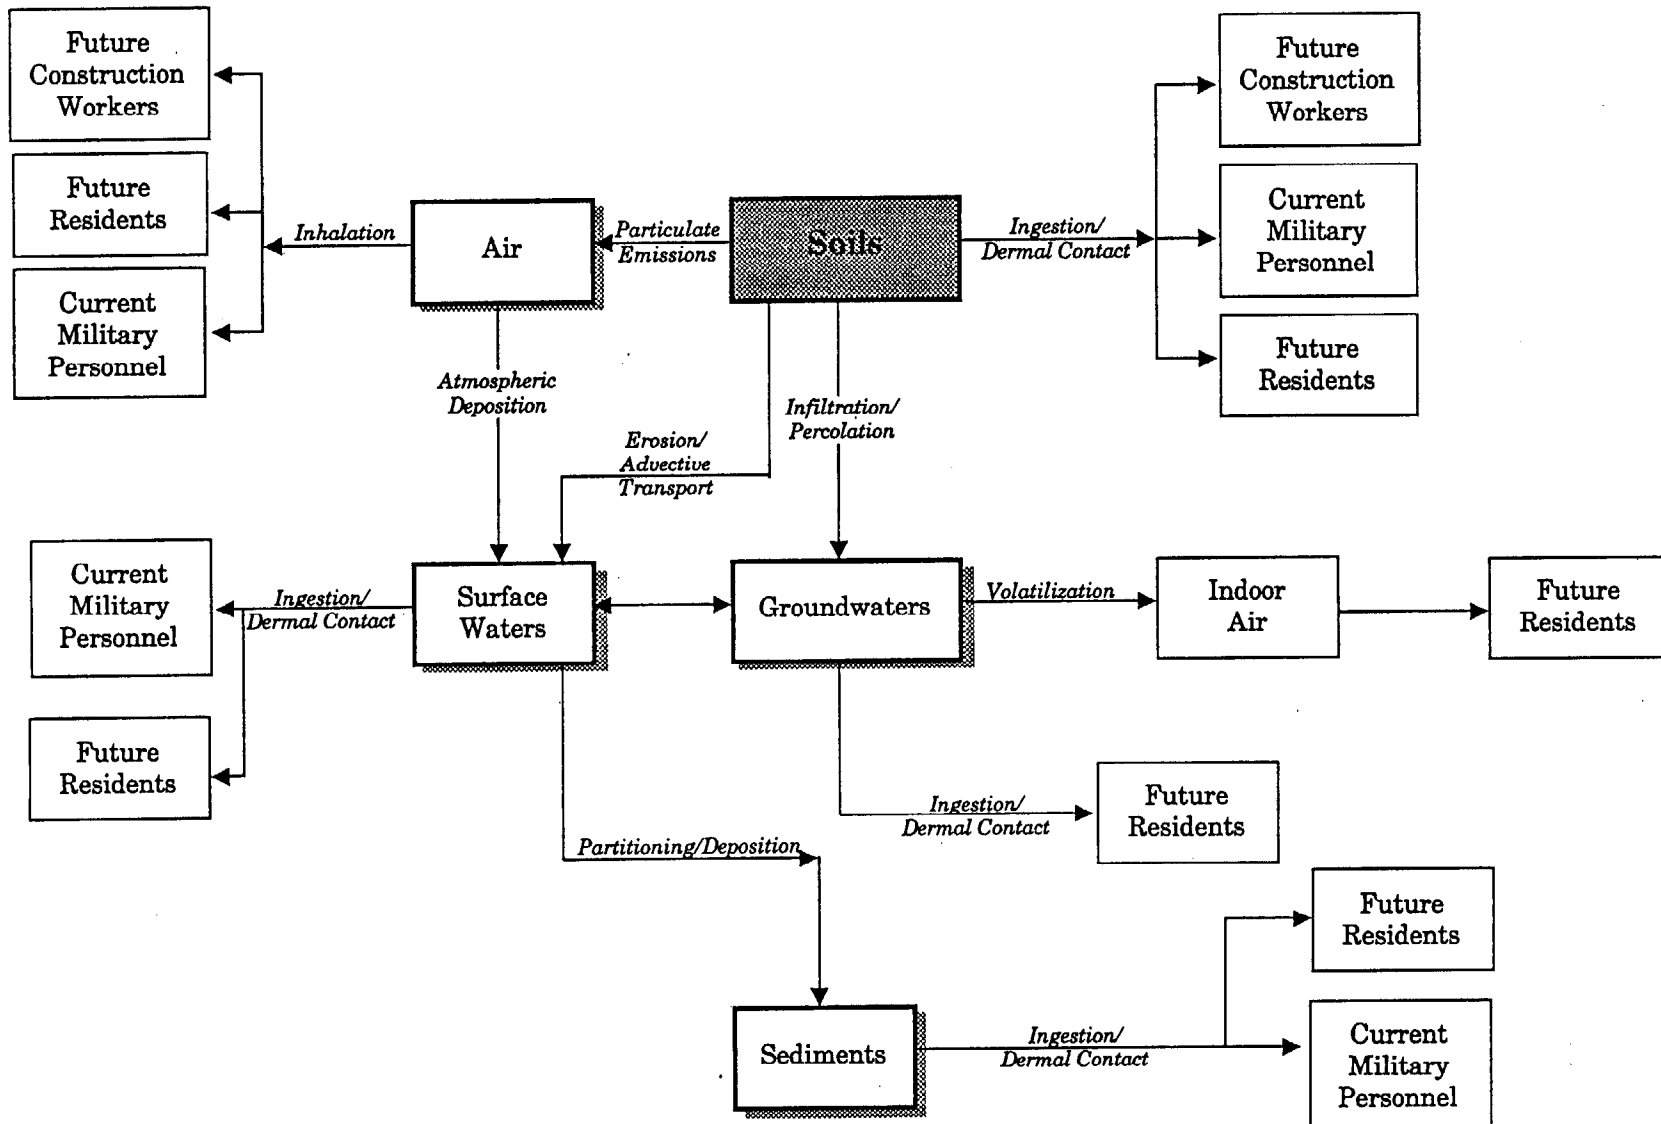 Future
Construction
Workers
Future
Residents
Current
Military
Personnel
Inhalation
Air
Particulate
Emissions
Soils
Ingestion/
Dermal Contact
Future
Construction
Workers
Current
Military
Personnel
Future
Residents
Atmospheric
Deposition
Erosion/
Advective
Transport
Infiltration/
Percolation
Current
Military
Personnel
Future
Residents
Ingestion/
Dermal Contact
Surface
Waters
Groundwaters
Volatilization
Indoor
Air
Future
Residents
Ingestion/
Dermal Contact
Future
Residents
Partitioning/Deposition
Sediments
Ingestion/
Dermal Contact
Future
Residents
Current
Military
Personnel